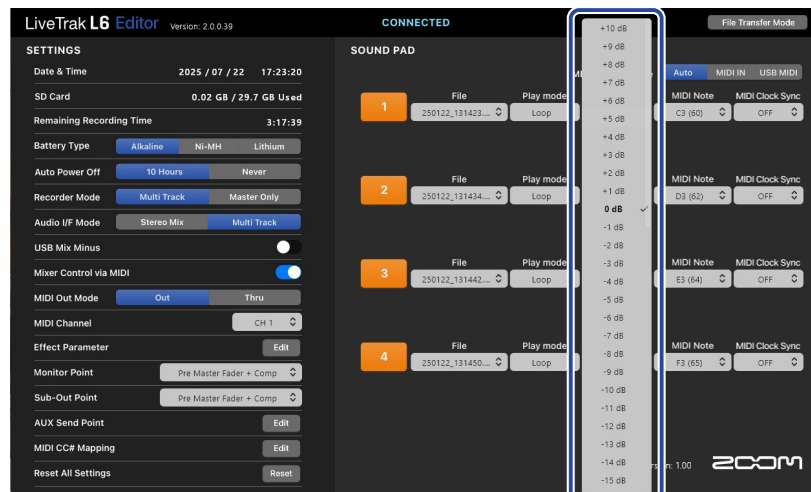 LiveTrak L6 Editor Version: 2.0.0.39
CONNECTED
File Transfer Mode
SETTINGS
Date & Time 2025 / 07 / 22 17:23:20
SD Card 0.02 GB / 29.7 GB Used
Remaining Recording Time 3:17:39
Battery Type Alkaline Ni-MH Lithium
Auto Power Off 10 Hours Never
Recorder Mode Multi Track Master Only
Audio I/F Mode Stereo Mix Multi Track
USB Mix Minus
Mixer Control via MIDI
MIDI Out Mode Out Thru
MIDI Channel CH 1
Effect Parameter Edit
Monitor Point Pre Master Fader + Comp
Sub-Out Point Pre Master Fader + Comp
AUX Send Point Edit
MIDI CC# Mapping Edit
Reset All Settings Reset
SOUND PAD
Auto MIDI IN USB MIDI
File Play mode MIDI Note MIDI Clock Sync
1 250122_131423.... Loop C3 (60) OFF
File Play mode MIDI Note MIDI Clock Sync
2 250122_131434.... Loop D3 (62) OFF
File Play mode MIDI Note MIDI Clock Sync
3 250122_131442.... Loop E3 (64) OFF
File Play mode MIDI Note MIDI Clock Sync
4 250122_131450.... Loop F3 (65) OFF
+10 dB
+9 dB
+8 dB
+7 dB
+6 dB
+5 dB
+4 dB
+3 dB
+2 dB
+1 dB
0 dB
-1 dB
-2 dB
-3 dB
-4 dB
-5 dB
-6 dB
-7 dB
-8 dB
-9 dB
-10 dB
-11 dB
-12 dB
-13 dB
-14 dB
-15 dB
1.00
ZOOM